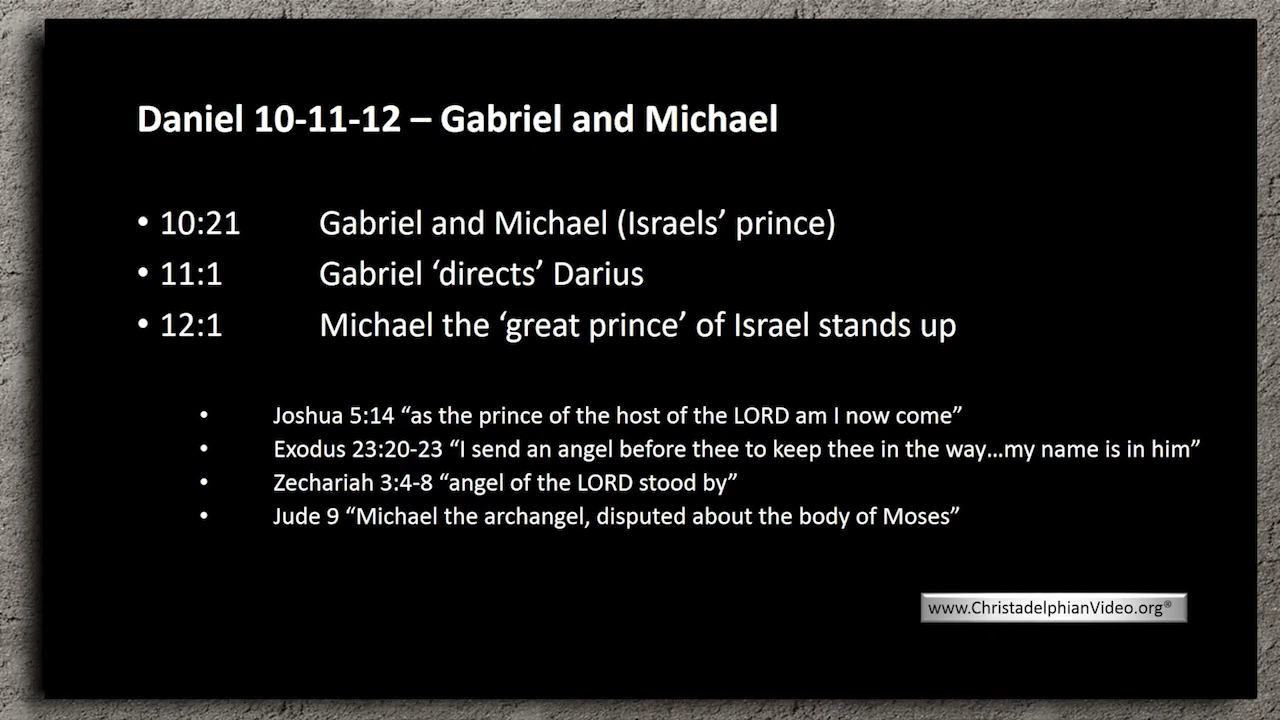 Daniel 10-11-12 – Gabriel and Michael
• 10:21 Gabriel and Michael (Israels’ prince)
• 11:1 Gabriel ‘directs’ Darius
• 12:1 Michael the ‘great prince’ of Israel stands up
• Joshua 5:14 “as the prince of the host of the LORD am I now come”
• Exodus 23:20-23 “I send an angel before thee to keep thee in the way…my name is in him”
• Zechariah 3:4-8 “angel of the LORD stood by”
• Jude 9 “Michael the archangel, disputed about the body of Moses”
www.ChristadelphianVideo.org®